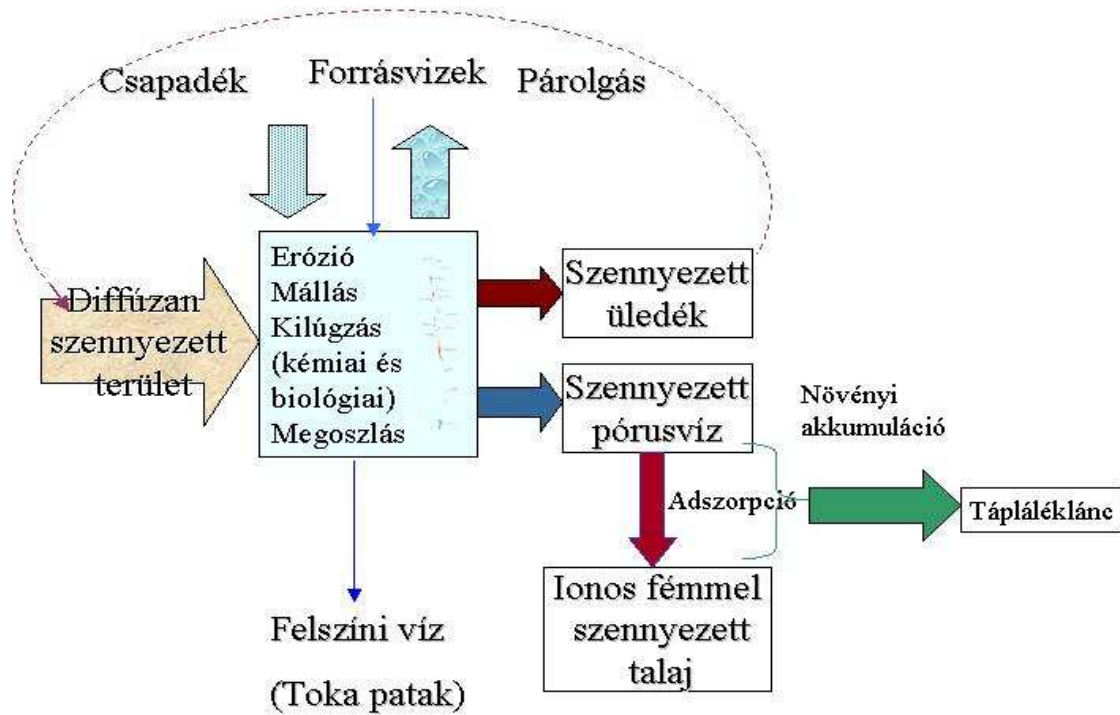 Csapadék
Forrásvizek
Párolgás
Diffúzan
szennyezett
terület
Erózió
Mállás
Kilúgzás
(kémiai és
biológiai)
Megoszlás
Szennyezett
üledék
Szennyezett
pórusvíz
Növényi
akkumuláció
Adszorpció
Tápláléklánc
Ionos fémmel
szennyezett
talaj
Felszíni víz
(Toka patak)